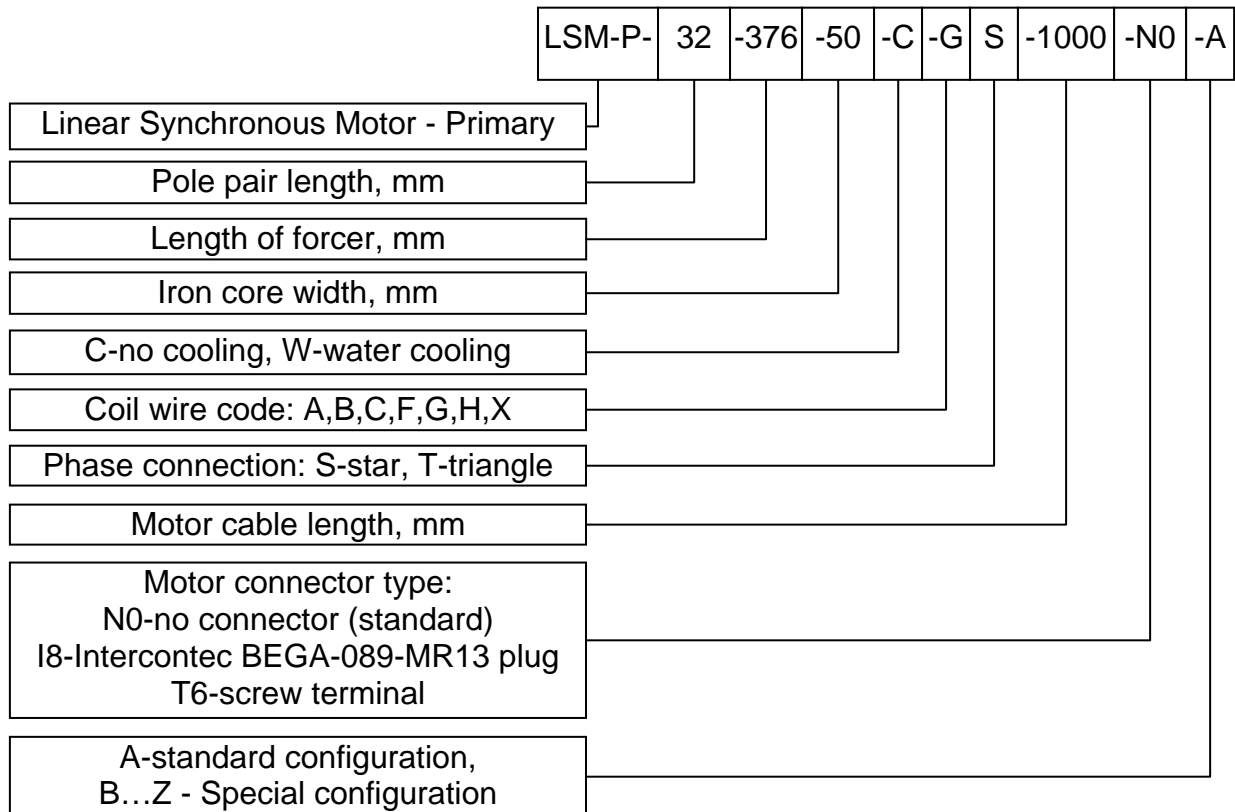 LSM-P- 32 -376 -50 -C -G S -1000 -N0 -A
Linear Synchronous Motor - Primary
Pole pair length, mm
Length of forcer, mm
Iron core width, mm
C-no cooling, W-water cooling
Coil wire code: A,B,C,F,G,H,X
Phase connection: S-star, T-triangle
Motor cable length, mm
Motor connector type:
N0-no connector (standard)
I8-Intercontec BEGA-089-MR13 plug
T6-screw terminal
A-standard configuration,
B…Z - Special configuration